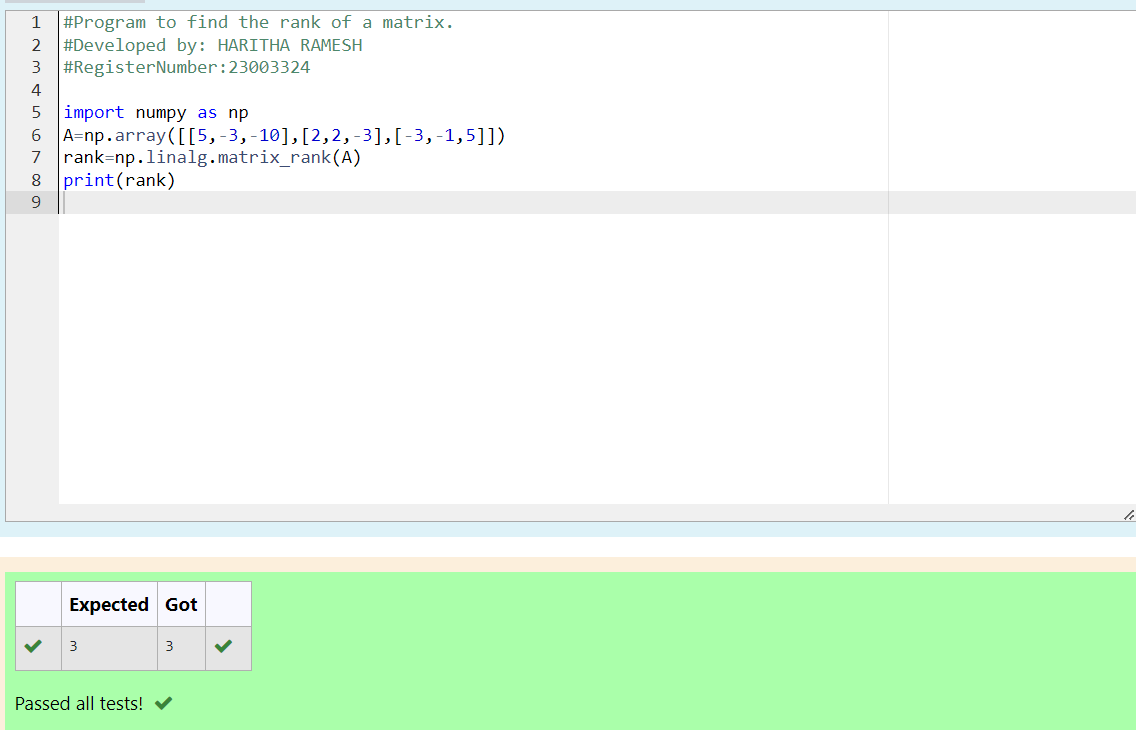 1 #Program to find the rank of a matrix.
2 #Developed by: HARITHA RAMESH
3 #RegisterNumber:23003324
4
5 import numpy as np
6 A=np.array([[5,-3,-10],[2,2,-3],[-3,-1,5]])
7 rank=np.linalg.matrix_rank(A)
8 print(rank)
9
Expected Got
3 3
Passed all tests!